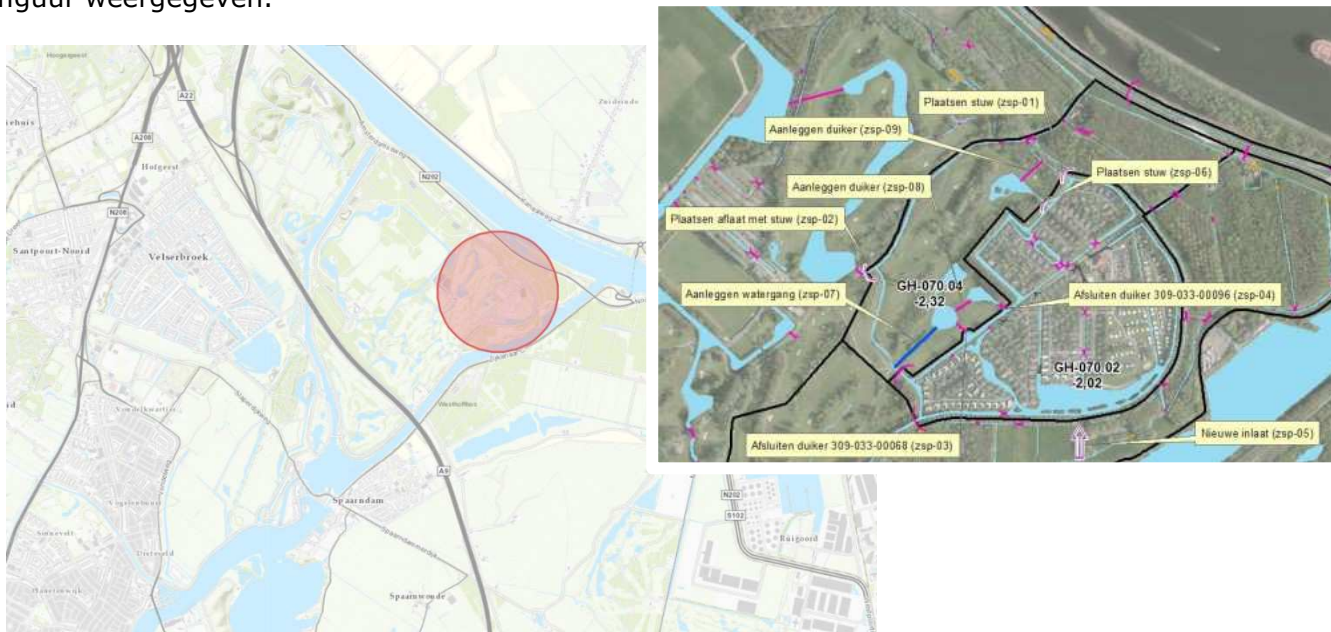 weergegeven.
A22
A208
Hofgeest
N202
N208
Santpoort-Noord
Velserbroek
A9
Spaarndam
Spaarnwoude
N202
S102
Ruigoord
Plaatsen stuw (zsp-01)
Aanleggen duiker (zsp-09)
Plaatsen stuw (zsp-06)
Aanleggen duiker (zsp-08)
Plaatsen aflaat met stuw (zsp-02)
GH-070.04
-2,32
Aanleggen watergang (zsp-07)
Afsluiten duiker 309-033-00096 (zsp-04)
GH-070.02
-2,02
Afsluiten duiker 309-033-00068 (zsp-03)
Nieuwe inlaat (zsp-05)